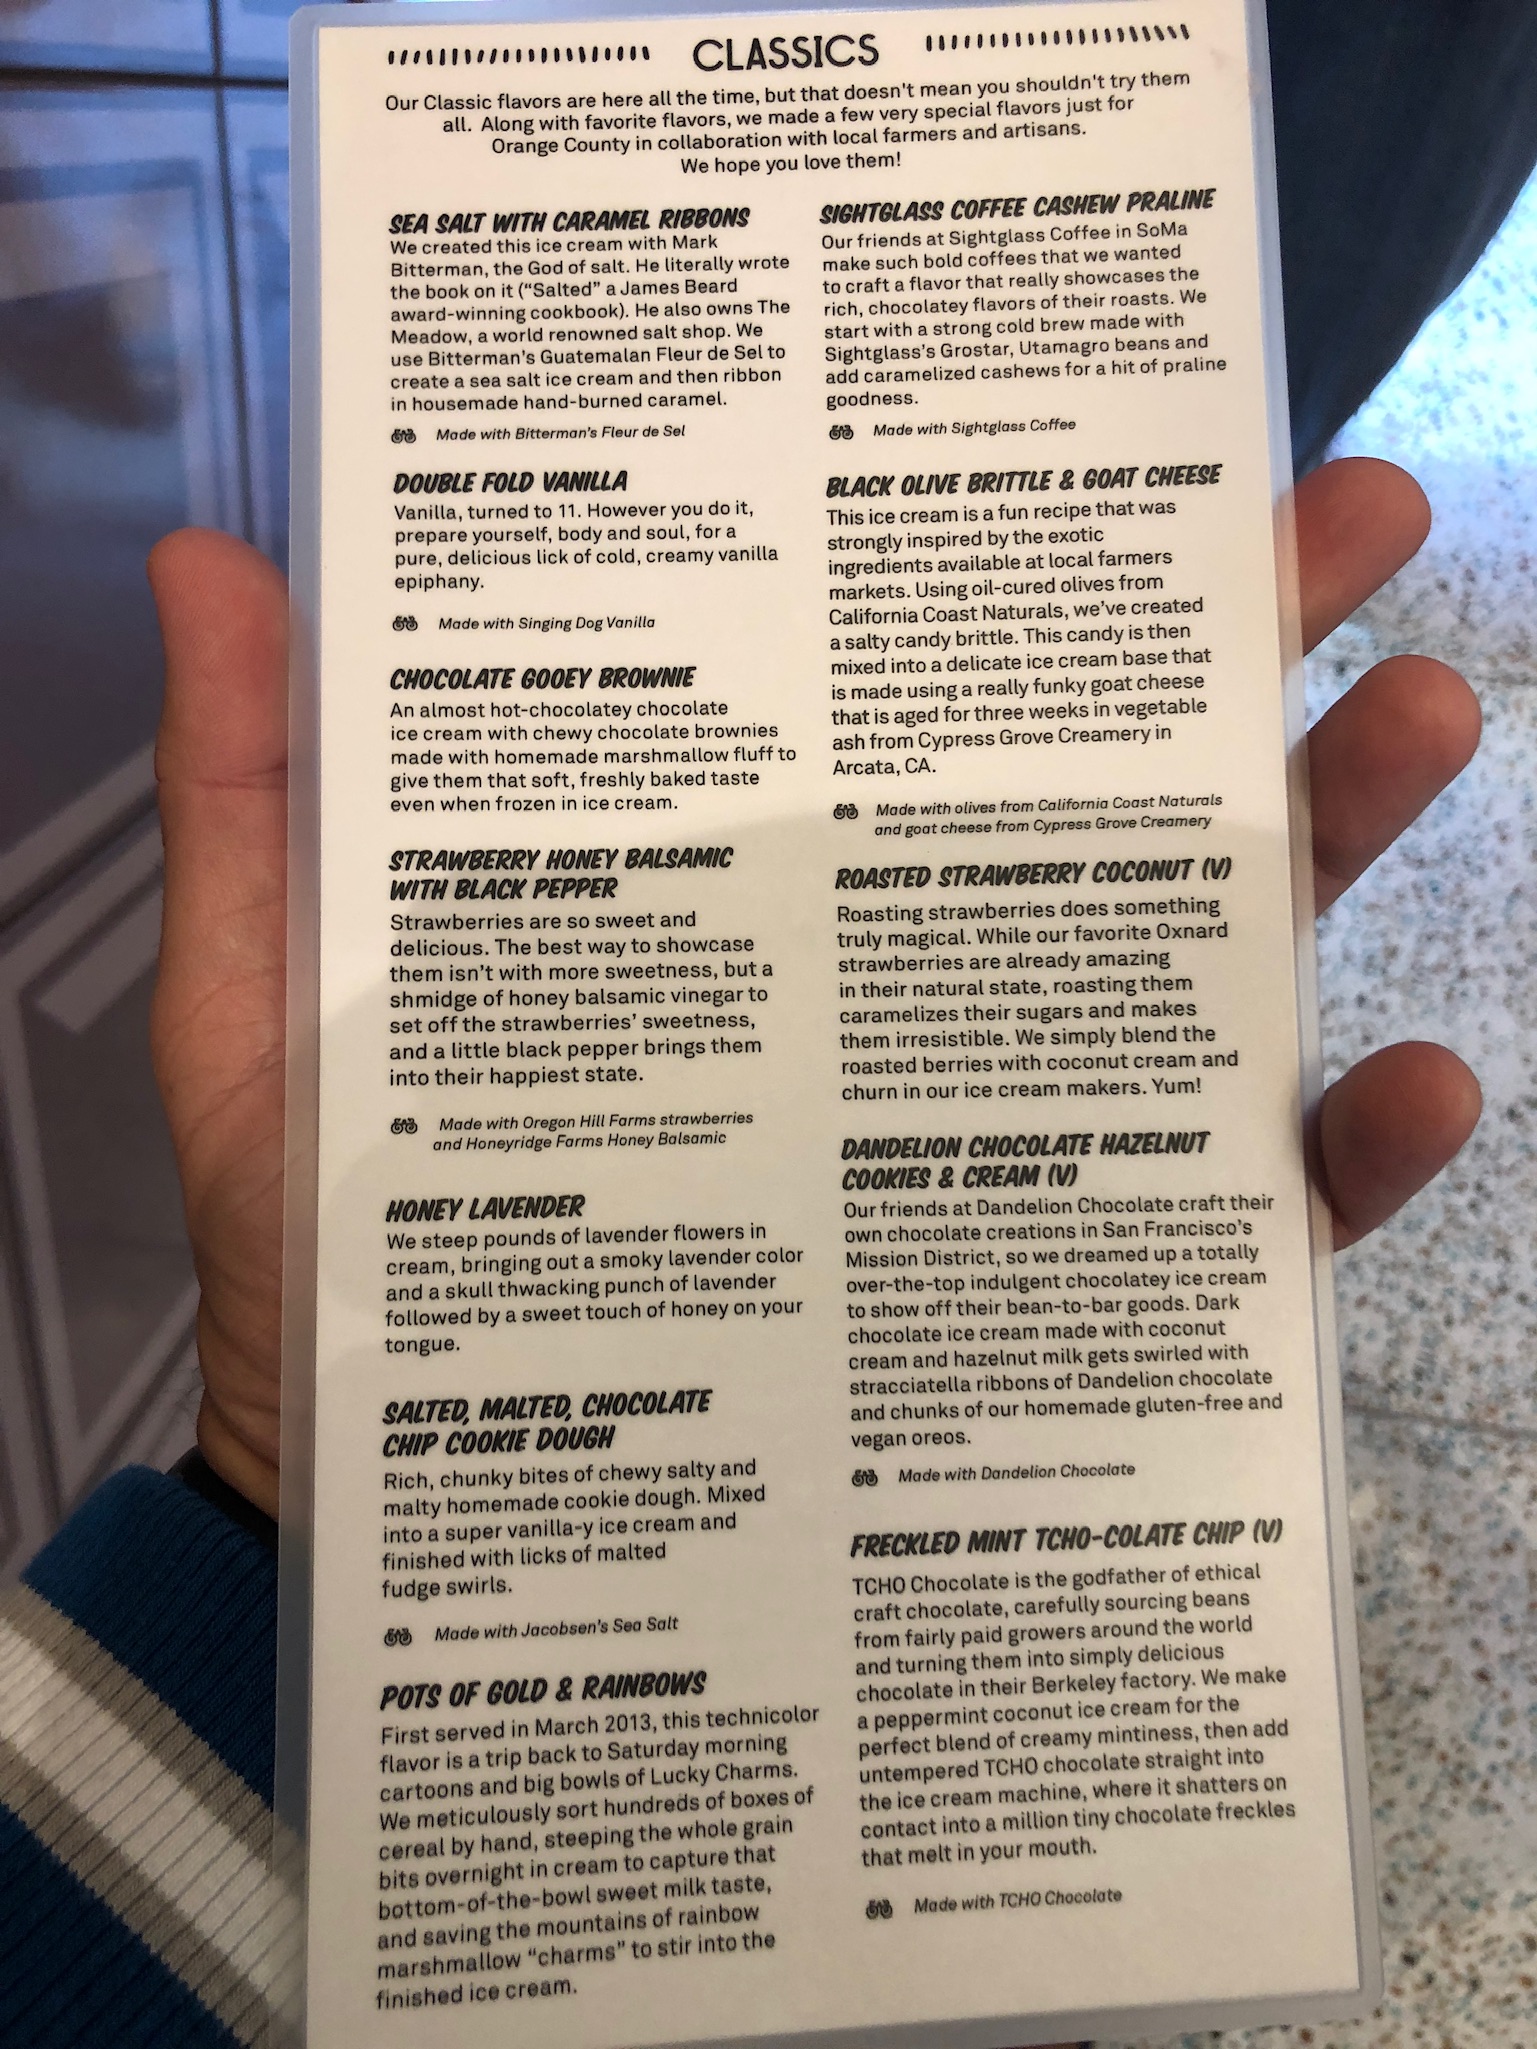 CLASSICS
Our Classic flavors are here all the time, but that doesn't mean you shouldn't try them
all. Along with favorite flavors, we made a few very special flavors just for
Orange County in collaboration with local farmers and artisans.
We hope you love them!
SEA SALT WITH CARAMEL RIBBONS
We created this ice cream with Mark
Bitterman, the God of salt. He literally wrote
the book on it (“Salted” a James Beard
award-winning cookbook). He also owns The
Meadow, a world renowned salt shop. We
use Bitterman's Guatemalan Fleur de Sel to
create a sea salt ice cream and then ribbon
in housemade hand-burned caramel.
Made with Bitterman's Fleur de Sel
DOUBLE FOLD VANILLA
Vanilla, turned to 11. However you do it,
prepare yourself, body and soul, for a
pure, delicious lick of cold, creamy vanilla
epiphany.
Made with Singing Dog Vanilla
CHOCOLATE GOOEY BROWNIE
An almost hot-chocolatey chocolate
ice cream with chewy chocolate brownies
made with homemade marshmallow fluff to
give them that soft, freshly baked taste
even when frozen in ice cream.
STRAWBERRY HONEY BALSAMIC
WITH BLACK PEPPER
Strawberries are so sweet and
delicious. The best way to showcase
them isn't with more sweetness, but a
shmidge of honey balsamic vinegar to
set off the strawberries' sweetness,
and a little black pepper brings them
into their happiest state.
Made with Oregon Hill Farms strawberries
and Honeyridge Farms Honey Balsamic
HONEY LAVENDER
We steep pounds of lavender flowers in
cream, bringing out a smoky lavender color
and a skull thwacking punch of lavender
followed by a sweet touch of honey on your
tongue.
SALTED, MALTED, CHOCOLATE
CHIP COOKIE DOUGH
Rich, chunky bites of chewy salty and
malty homemade cookie dough. Mixed
into a super vanilla-y ice cream and
finished with licks of malted
fudge swirls.
Made with Jacobsen's Sea Salt
POTS OF GOLD & RAINBOWS
First served in March 2013, this technicolor
flavor is a trip back to Saturday morning
cartoons and big bowls of Lucky Charms.
We meticulously sort hundreds of boxes of
cereal by hand, steeping the whole grain
bits overnight in cream to capture that
bottom-of-the-bowl sweet milk taste,
and saving the mountains of rainbow
marshmallow “charms” to stir into the
finished ice cream.
SIGHTGLASS COFFEE CASHEW PRALINE
Our friends at Sightglass Coffee in SoMa
make such bold coffees that we wanted
to craft a flavor that really showcases the
rich, chocolatey flavors of their roasts. We
start with a strong cold brew made with
Sightglass's Grostar, Utamagro beans and
add caramelized cashews for a hit of praline
goodness.
Made with Sightglass Coffee
BLACK OLIVE BRITTLE & GOAT CHEESE
This ice cream is a fun recipe that was
strongly inspired by the exotic
ingredients available at local farmers
markets. Using oil-cured olives from
California Coast Naturals, we've created
a salty candy brittle. This candy is then
mixed into a delicate ice cream base that
is made using a really funky goat cheese
that is aged for three weeks in vegetable
ash from Cypress Grove Creamery in
Arcata, CA.
Made with olives from California Coast Naturals
and goat cheese from Cypress Grove Creamery
ROASTED STRAWBERRY COCONUT (V)
Roasting strawberries does something
truly magical. While our favorite Oxnard
strawberries are already amazing
in their natural state, roasting them
caramelizes their sugars and makes
them irresistible. We simply blend the
roasted berries with coconut cream and
churn in our ice cream makers. Yum!
DANDELION CHOCOLATE HAZELNUT
COOKIES & CREAM (V)
Our friends at Dandelion Chocolate craft their
own chocolate creations in San Francisco's
Mission District, so we dreamed up a totally
over-the-top indulgent chocolatey ice cream
to show off their bean-to-bar goods. Dark
chocolate ice cream made with coconut
cream and hazelnut milk gets swirled with
stracciatella ribbons of Dandelion chocolate
and chunks of our homemade gluten-free and
vegan oreos.
Made with Dandelion Chocolate
FRECKLED MINT TCHO-COLATE CHIP (V)
TCHO Chocolate is the godfather of ethical
craft chocolate, carefully sourcing beans
from fairly paid growers around the world
and turning them into simply delicious
chocolate in their Berkeley factory. We make
a peppermint coconut ice cream for the
perfect blend of creamy mintiness, then add
untempered TCHO chocolate straight into
the ice cream machine, where it shatters on
contact into a million tiny chocolate freckles
that melt in your mouth.
Made with TCHO Chocolate